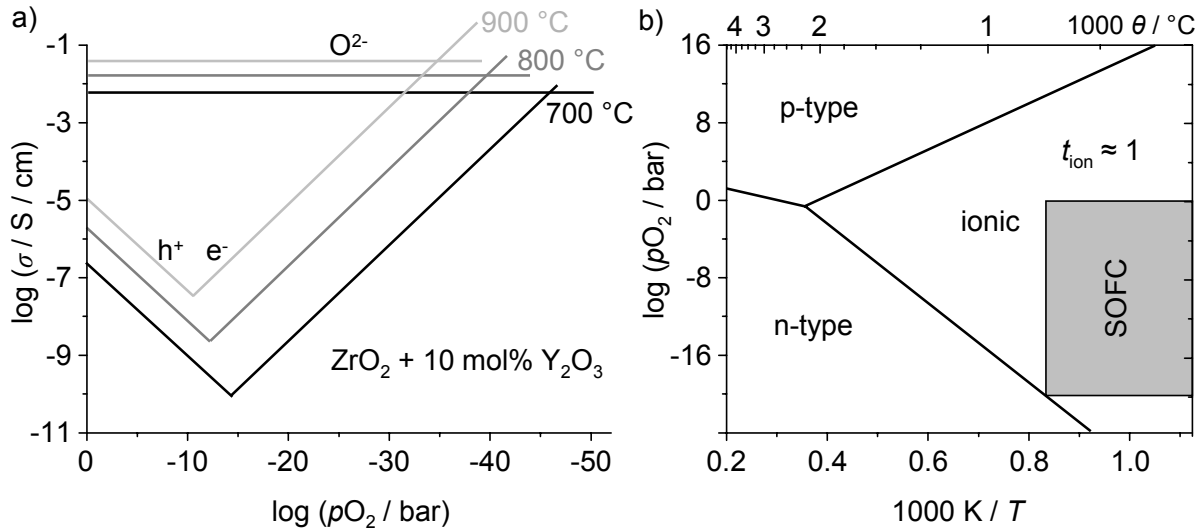 a)
-1
-3
-5
-7
-9
-11
log (σ / S / cm)
O²⁻
900 °C
800 °C
700 °C
h⁺ e⁻
ZrO₂ + 10 mol% Y₂O₃
0 -10 -20 -30 -40 -50
log (pO₂ / bar)
b)
4 3 2 1 1000 θ / °C
16
8
0
-8
-16
log (pO₂ / bar)
p-type
t_ion ≈ 1
ionic
n-type
SOFC
0.2 0.4 0.6 0.8 1.0
1000 K / T